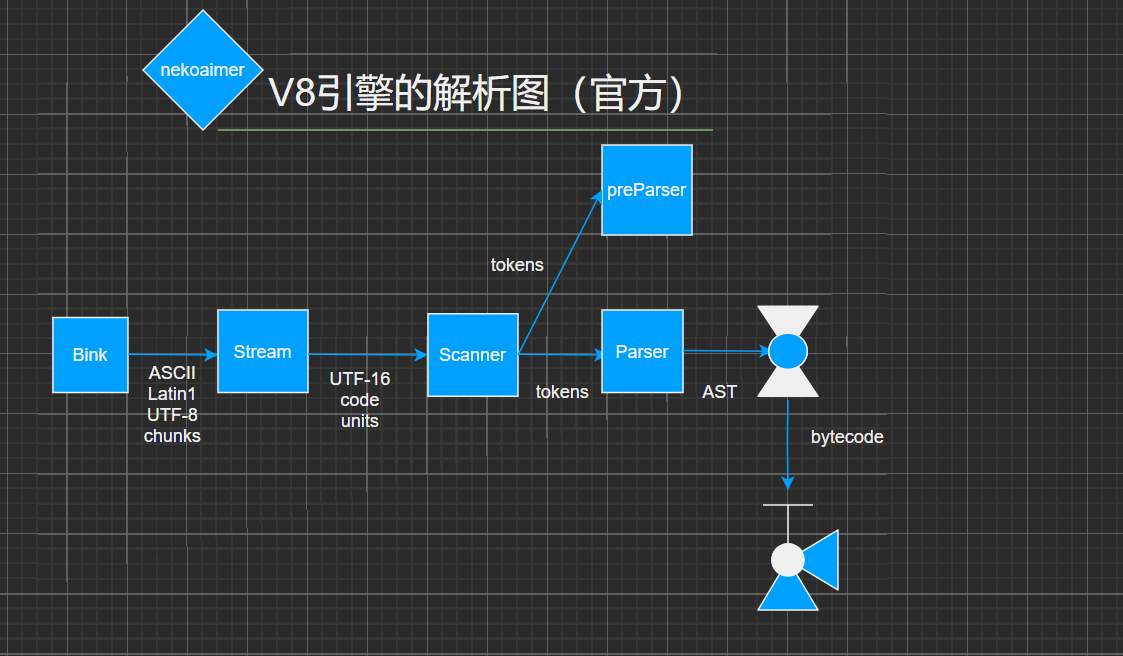 nekoaimer
V8引擎的解析图（官方）
preParser
tokens
Bink
Stream
Scanner
Parser
ASCII
Latin1
UTF-8
chunks
UTF-16
code
units
tokens
AST
bytecode